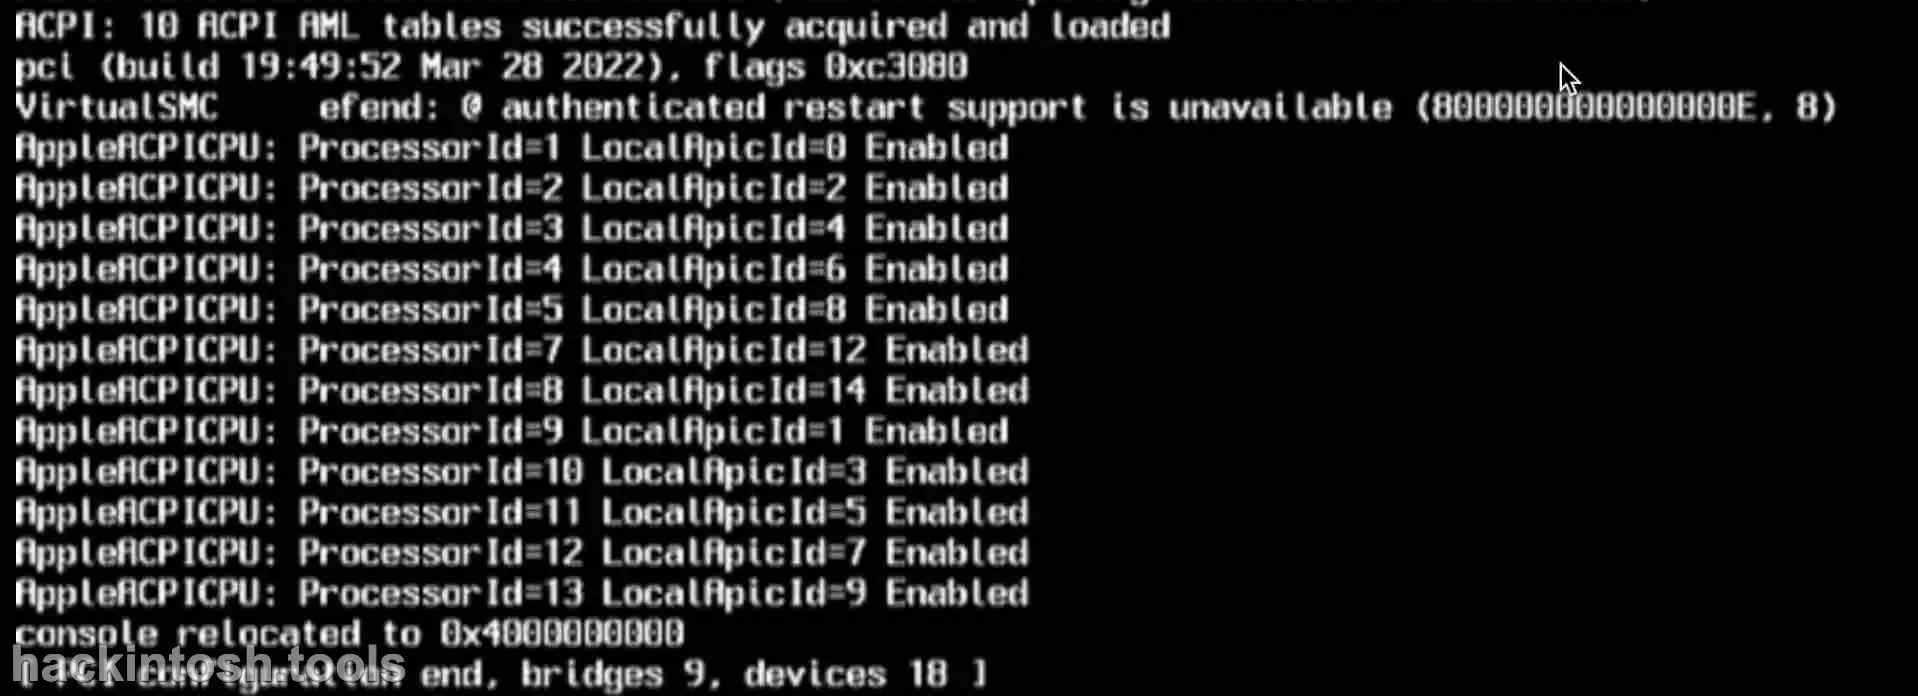 ACPI: 10 ACPI AML tables successfully acquired and loaded
pci (build 19:49:52 Mar 28 2022), flags 0xc3080
VirtualSMC efend: @ authenticated restart support is unavailable (800000000000000E, 8)
AppleACPICPU: ProcessorId=1 LocalApicId=0 Enabled
AppleACPICPU: ProcessorId=2 LocalApicId=2 Enabled
AppleACPICPU: ProcessorId=3 LocalApicId=4 Enabled
AppleACPICPU: ProcessorId=4 LocalApicId=6 Enabled
AppleACPICPU: ProcessorId=5 LocalApicId=8 Enabled
AppleACPICPU: ProcessorId=7 LocalApicId=12 Enabled
AppleACPICPU: ProcessorId=8 LocalApicId=14 Enabled
AppleACPICPU: ProcessorId=9 LocalApicId=1 Enabled
AppleACPICPU: ProcessorId=10 LocalApicId=3 Enabled
AppleACPICPU: ProcessorId=11 LocalApicId=5 Enabled
AppleACPICPU: ProcessorId=12 LocalApicId=7 Enabled
AppleACPICPU: ProcessorId=13 LocalApicId=9 Enabled
console relocated to 0x4000000000
hackintosh.tools
[ PCI configuration end, bridges 9, devices 18 ]